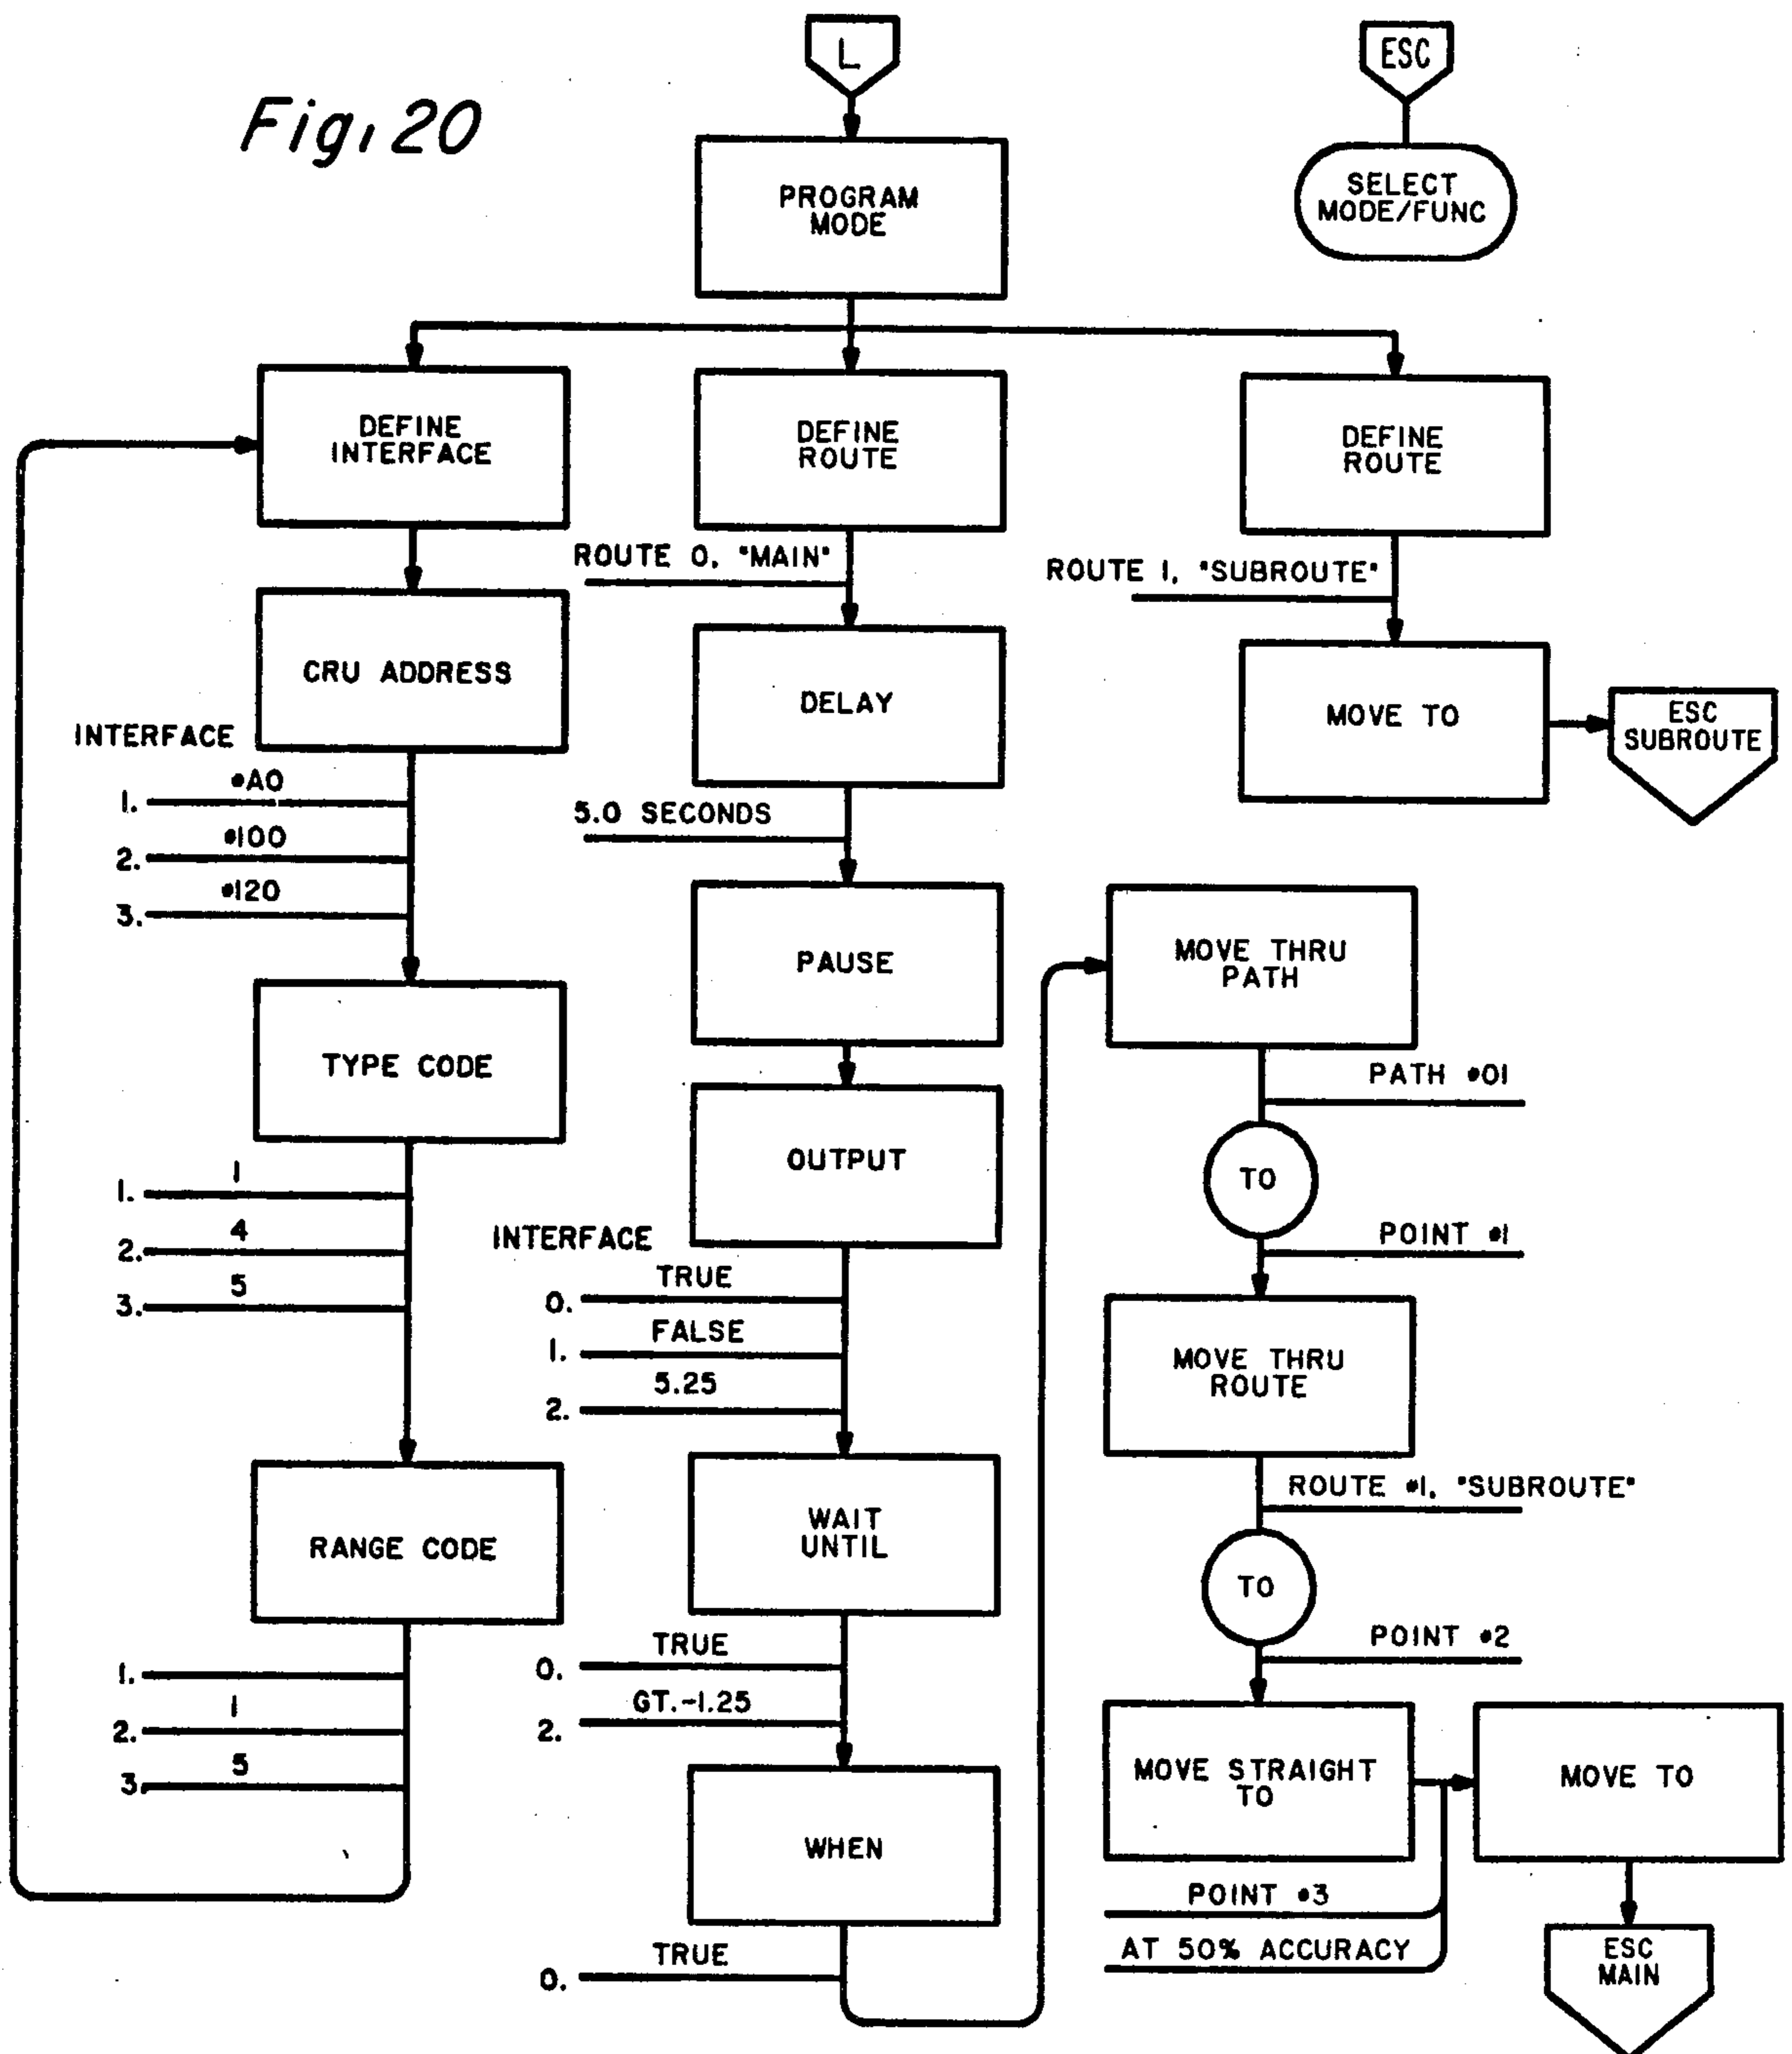 Fig. 20
L
ESC
PROGRAM
MODE
SELECT
MODE/FUNC
DEFINE
INTERFACE
DEFINE
ROUTE
DEFINE
ROUTE
ROUTE 0, "MAIN"
ROUTE 1, "SUBROUTE"
CRU ADDRESS
DELAY
MOVE TO
ESC
SUBROUTE
INTERFACE
1. #A0
2. #100
3. #120
5.0 SECONDS
PAUSE
MOVE THRU
PATH
TYPE CODE
PATH #01
OUTPUT
TO
1. 1
2. 4
3. 5
INTERFACE
0. TRUE
1. FALSE
2. 5.25
POINT #1
MOVE THRU
ROUTE
RANGE CODE
WAIT
UNTIL
ROUTE #1, "SUBROUTE"
TO
1.
2. 1
3. 5
0. TRUE
2. GT.-1.25
POINT #2
WHEN
MOVE STRAIGHT
TO
MOVE TO
0. TRUE
POINT #3
AT 50% ACCURACY
ESC
MAIN